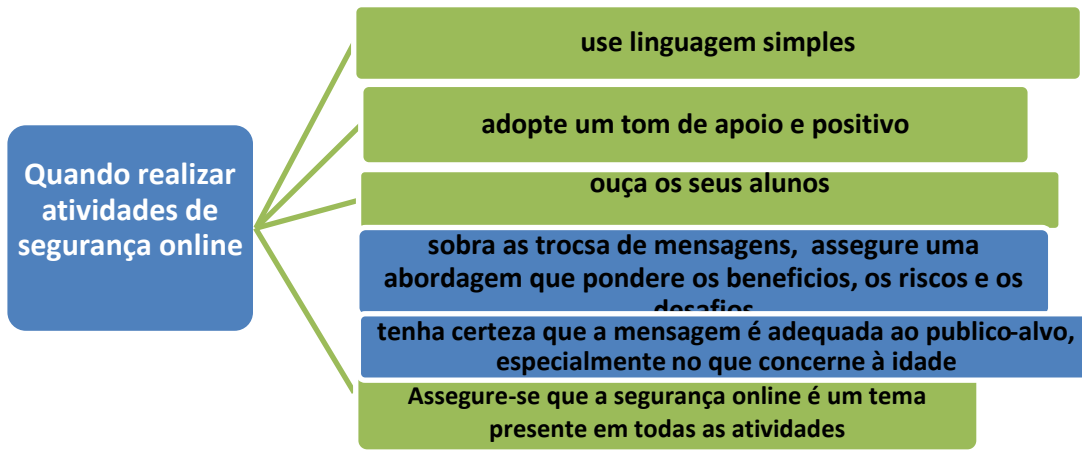 Quando realizar
atividades de
segurança online
use linguagem simples
adopte um tom de apoio e positivo
ouça os seus alunos
sobra as trocsa de mensagens, assegure uma
abordagem que pondere os beneficios, os riscos e os
desafios
tenha certeza que a mensagem é adequada ao publico-alvo,
especialmente no que concerne à idade
Assegure-se que a segurança online é um tema
presente em todas as atividades